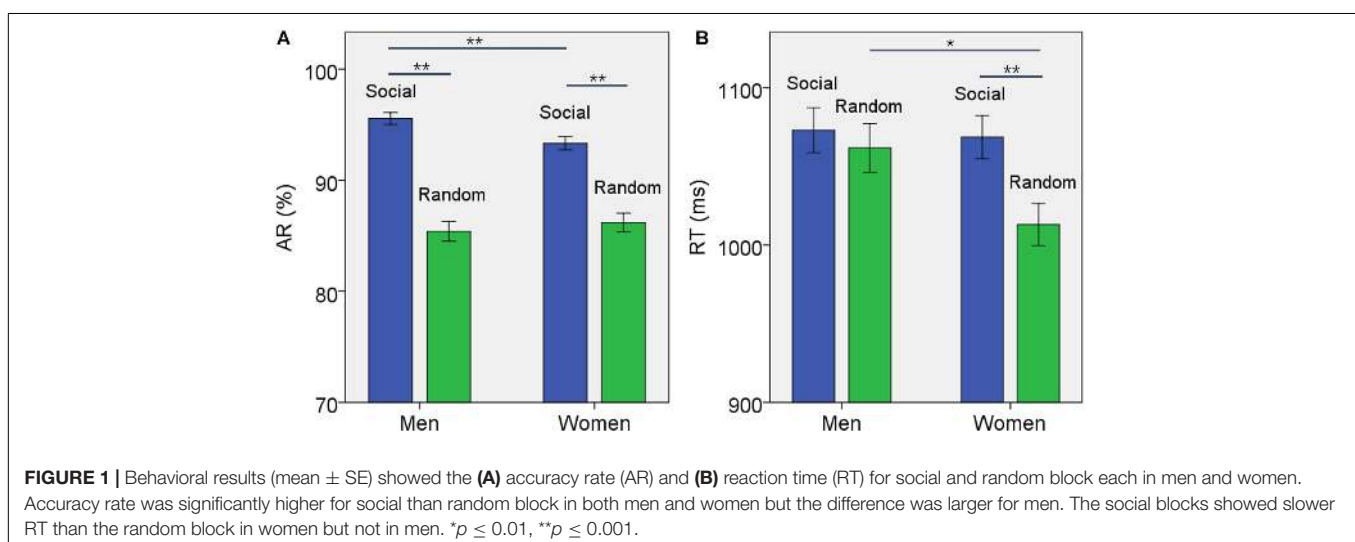 A
**
**
**
Social
Random
Social
Random
100
90
80
70
AR (%)
Men
Women
B
*
**
Social
Random
Social
Random
1100
1000
900
RT (ms)
Men
Women
FIGURE 1 | Behavioral results (mean ± SE) showed the (A) accuracy rate (AR) and (B) reaction time (RT) for social and random block each in men and women.
Accuracy rate was significantly higher for social than random block in both men and women but the difference was larger for men. The social blocks showed slower
RT than the random block in women but not in men. *p ≤ 0.01, **p ≤ 0.001.